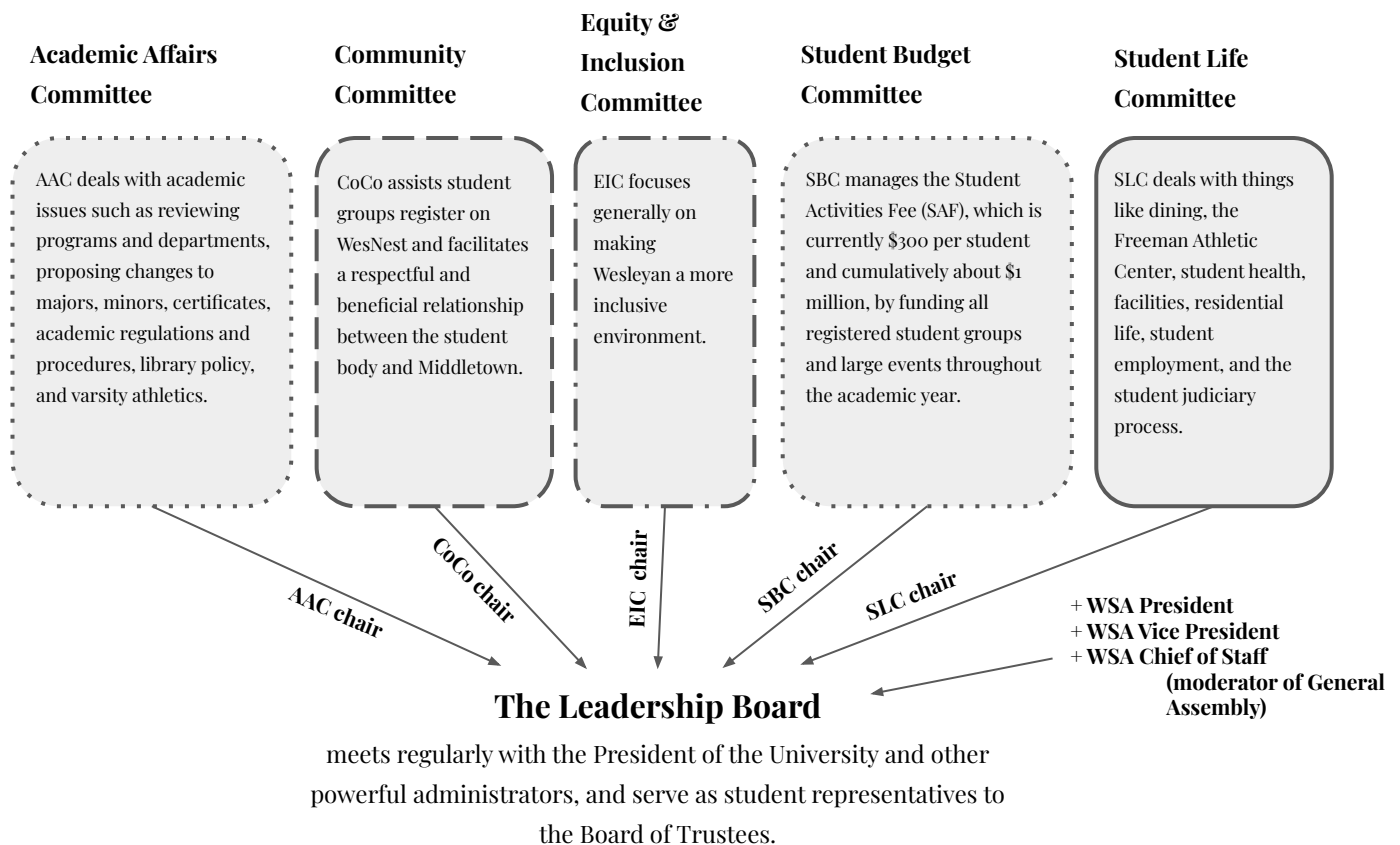 Academic Affairs
Committee
Community
Committee
Equity &
Inclusion
Committee
Student Budget
Committee
Student Life
Committee
AAC deals with academic
issues such as reviewing
programs and departments,
proposing changes to
majors, minors, certificates,
academic regulations and
procedures, library policy,
and varsity athletics.
CoCo assists student
groups register on
WesNest and facilitates
a respectful and
beneficial relationship
between the student
body and Middletown.
EIC focuses
generally on
making
Wesleyan a more
inclusive
environment.
SBC manages the Student
Activities Fee (SAF), which is
currently $300 per student
and cumulatively about $1
million, by funding all
registered student groups
and large events throughout
the academic year.
SLC deals with things
like dining, the
Freeman Athletic
Center, student health,
facilities, residential
life, student
employment, and the
student judiciary
process.
AAC chair
CoCo chair
EIC chair
SBC chair
SLC chair
+ WSA President
+ WSA Vice President
+ WSA Chief of Staff
(moderator of General
Assembly)
The Leadership Board
meets regularly with the President of the University and other
powerful administrators, and serve as student representatives to
the Board of Trustees.